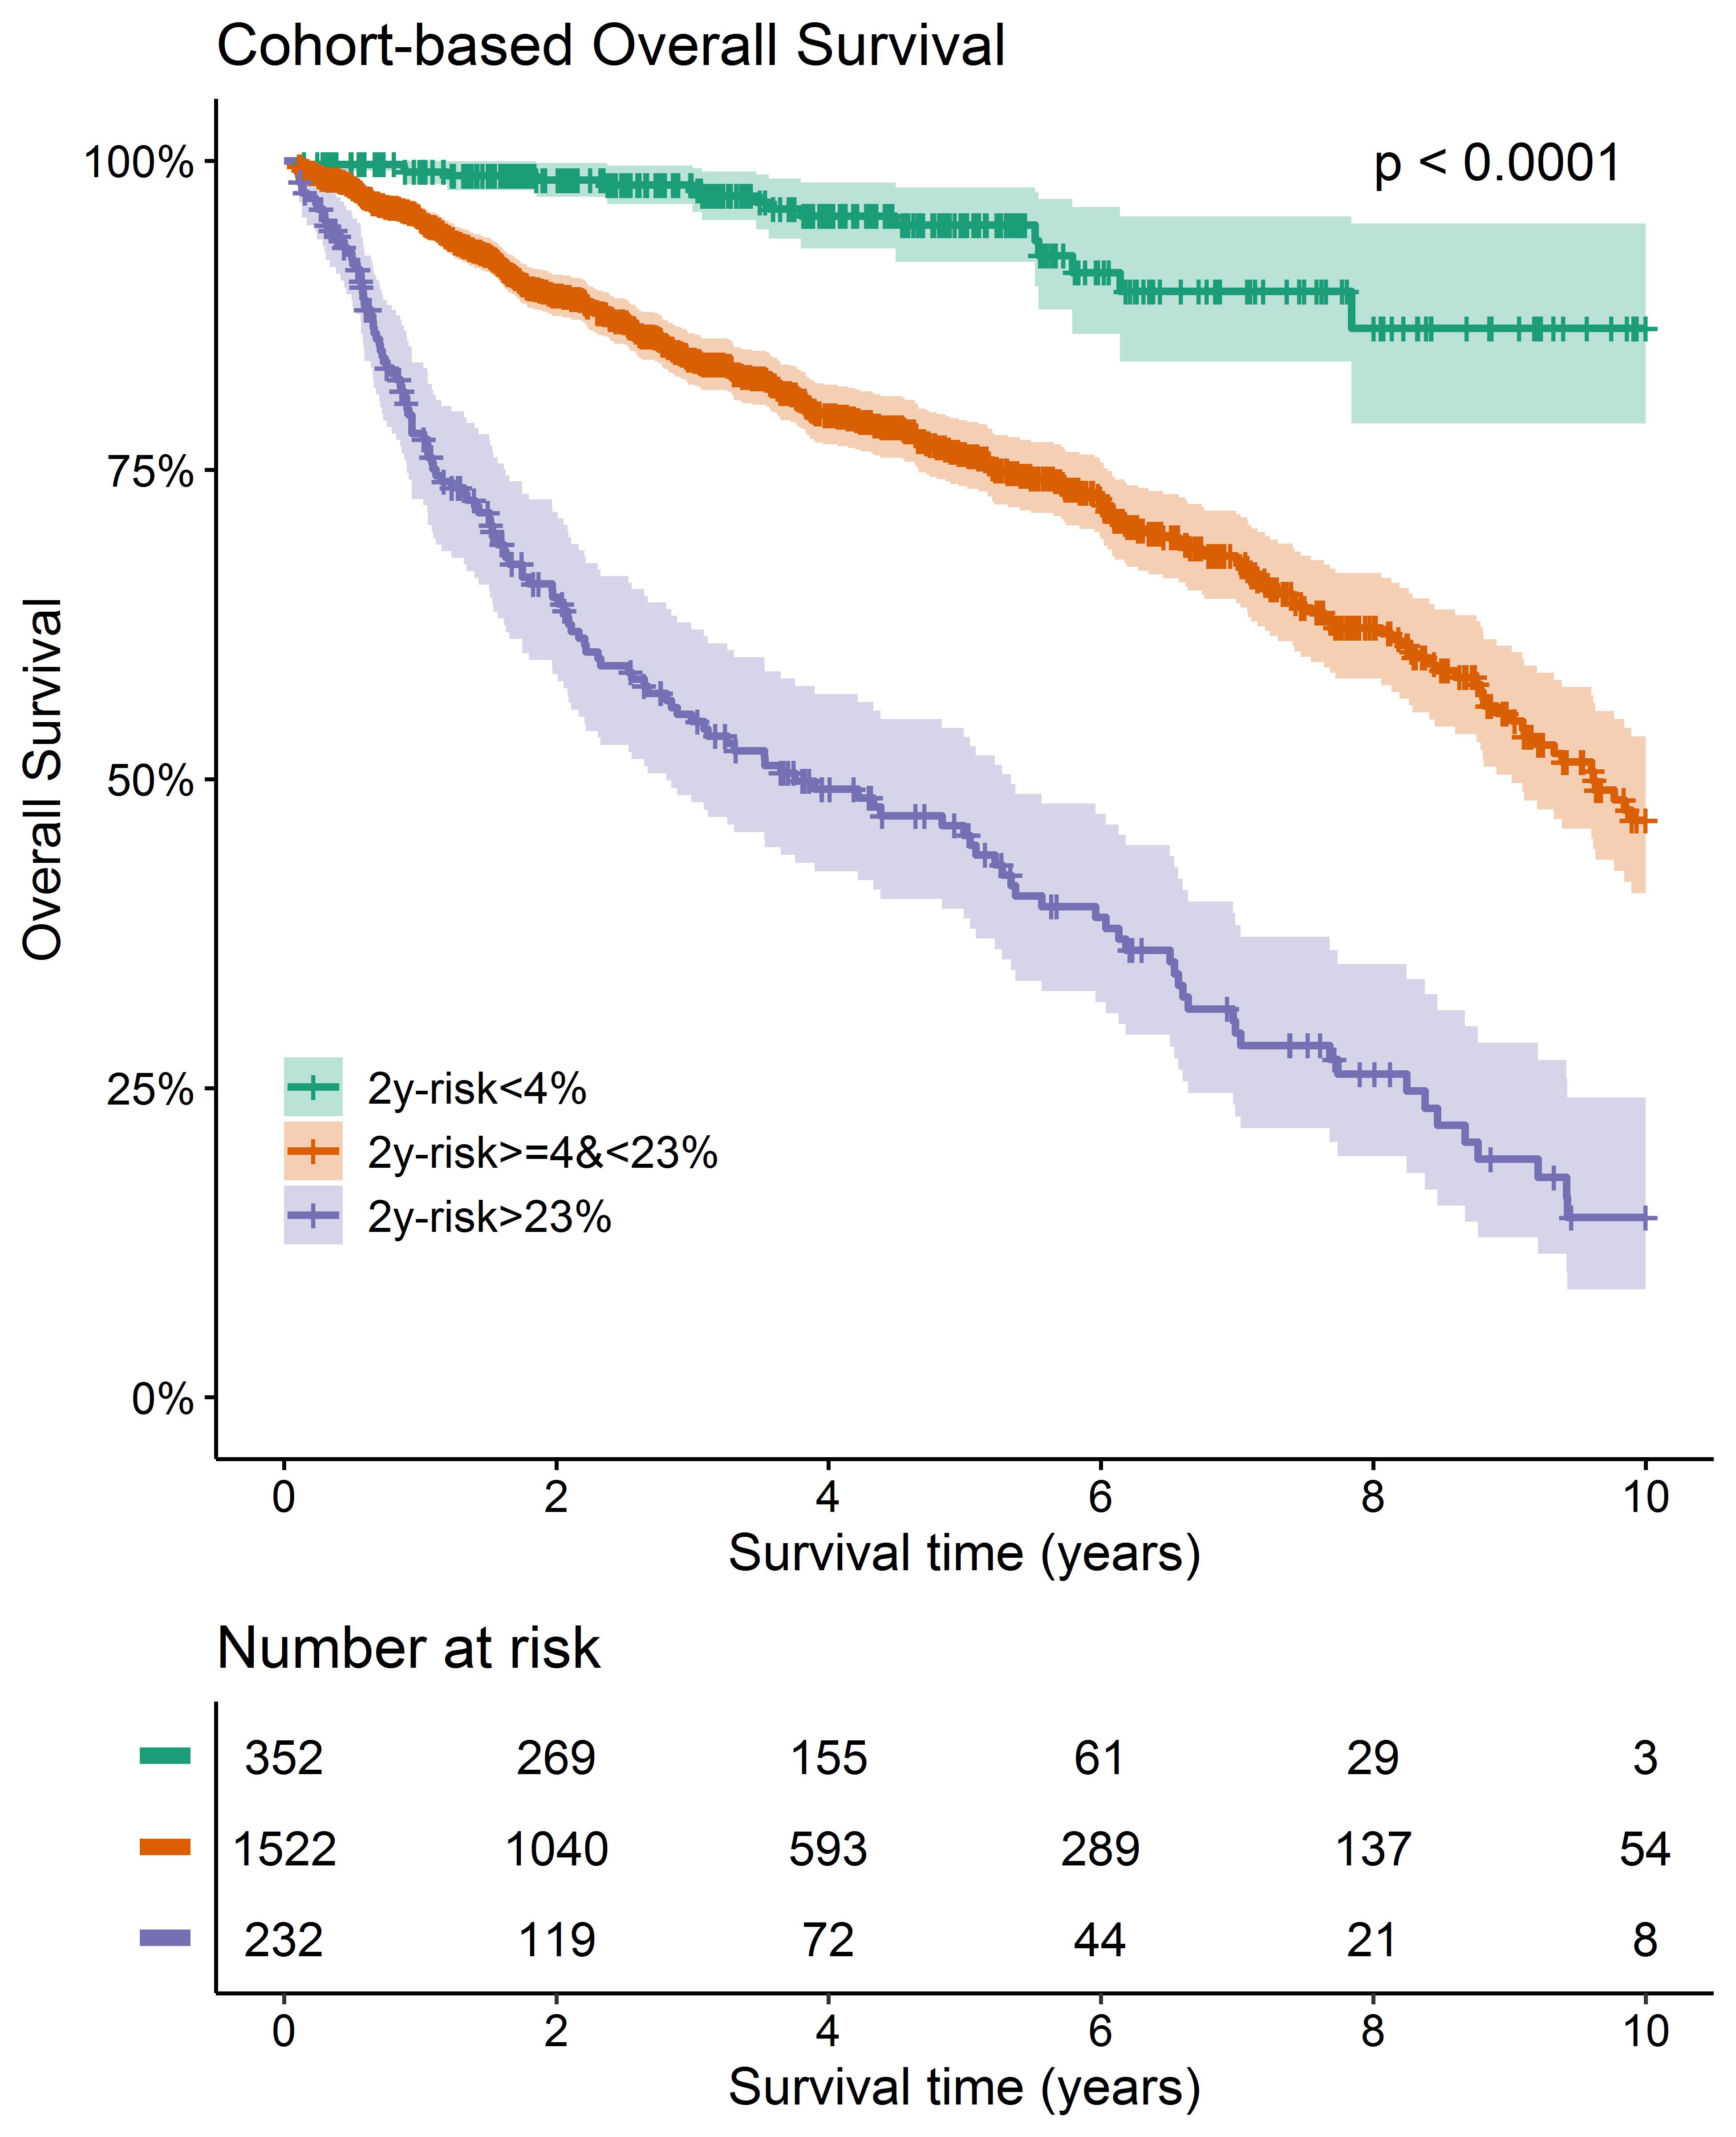 Cohort-based Overall Survival
p < 0.0001
100%
75%
50%
25%
0%
Overall Survival
2y-risk<4%
2y-risk>=4&<23%
2y-risk>23%
0 2 4 6 8 10
Survival time (years)
Number at risk
352 269 155 61 29 3
1522 1040 593 289 137 54
232 119 72 44 21 8
0 2 4 6 8 10
Survival time (years)